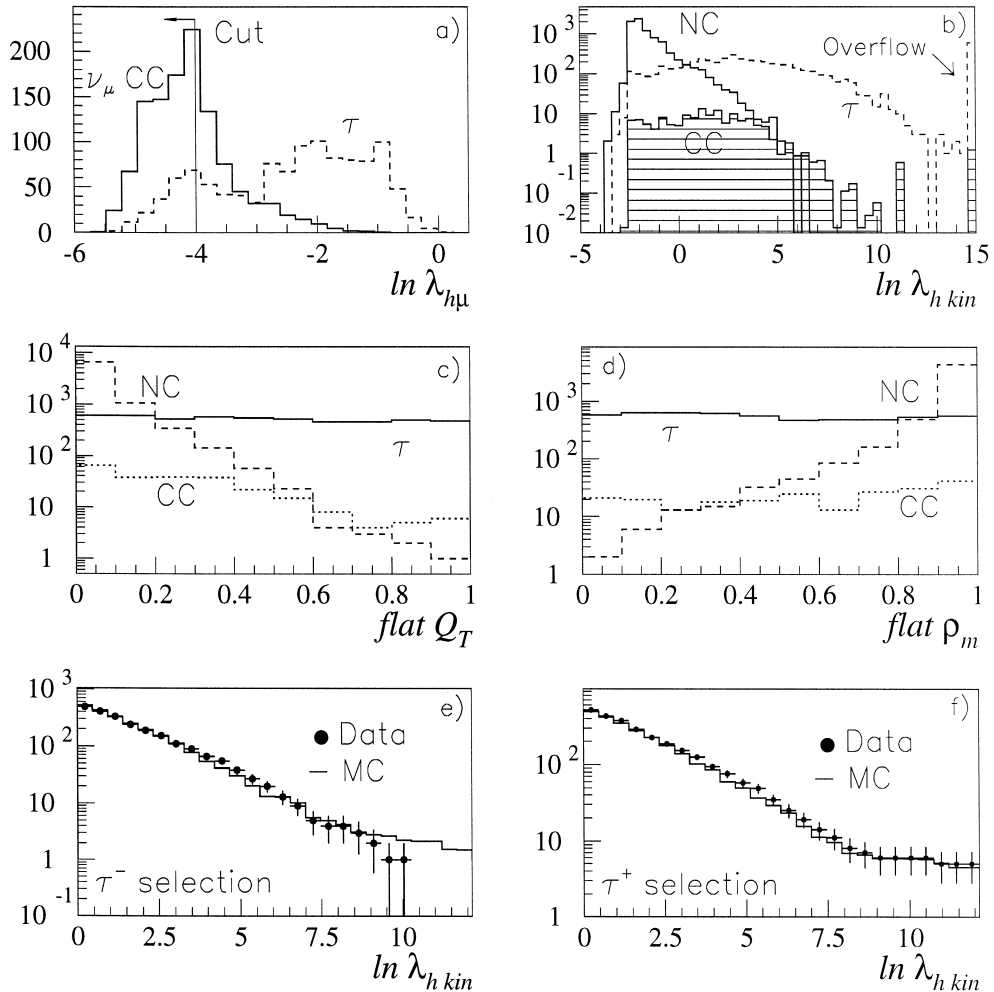 a)
Cut
ν_μ CC
τ
200
150
100
50
0
-6
-4
-2
0
ln λ_hμ
b)
NC
Overflow
τ
CC
10^3
10^2
10
1
10^-1
10^-2
-5
0
5
10
15
ln λ_h kin
c)
NC
τ
CC
10^4
10^3
10^2
10
1
0
0.2
0.4
0.6
0.8
1
flat Q_T
d)
NC
τ
CC
10^3
10^2
10
1
0
0.2
0.4
0.6
0.8
1
flat ρ_m
e)
Data
MC
τ^- selection
10^3
10^2
10
1
10^-1
0
2.5
5
7.5
10
ln λ_h kin
f)
Data
MC
τ^+ selection
10^2
10
1
0
2.5
5
7.5
10
ln λ_h kin